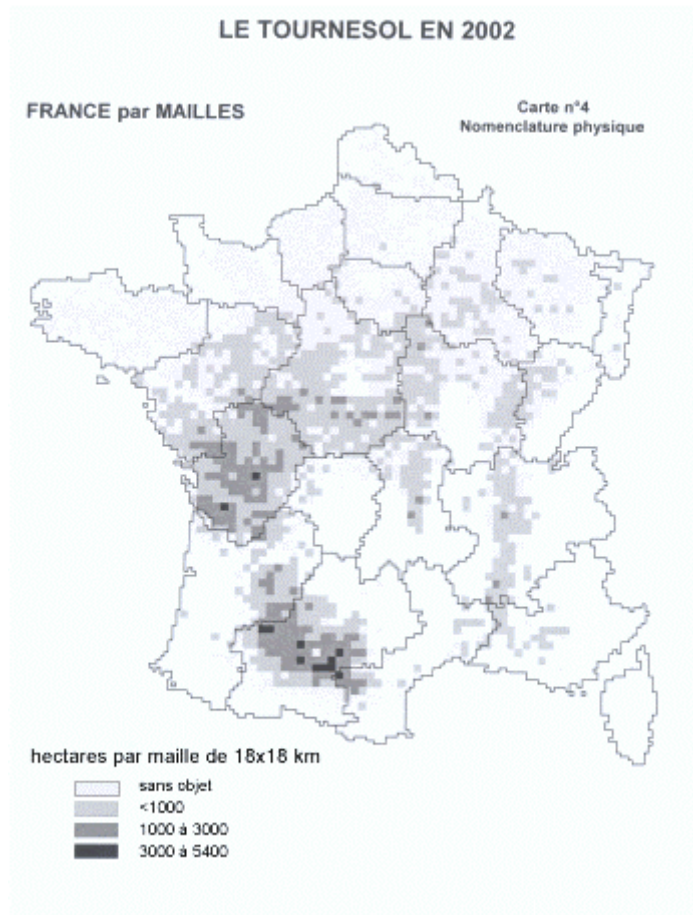 LE TOURNESOL EN 2002
FRANCE par MAILLES
Carte n°4
Nomenclature physique
hectares par maille de 18x18 km
sans objet
<1000
1000 à 3000
3000 à 5400